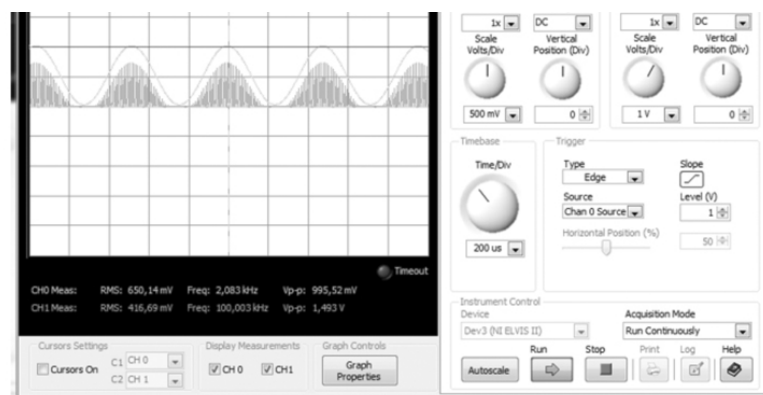 1x DC 1x DC
Scale Vertical Scale Vertical
Volts/Div Position (Div) Volts/Div Position (Div)
500 mV 0 1 V 0
Timebase Trigger
Time/Div Type Slope
Edge
Source Level (V)
Chan 0 Source 1
Horizontal Position (%)
200 us 50
Timeout
CH0 Meas: RMS: 650,14 mV Freq: 2,083 kHz Vp-p: 995,52 mV
CH1 Meas: RMS: 416,69 mV Freq: 100,003 kHz Vp-p: 1,493 V
Instrument Control
Device Acquisition Mode
Dev3 (NI ELVIS II) Run Continuously
Cursors Settings Display Measurements Graph Controls
Cursors On C1 CH 0 CH 0 CH1 Graph Properties
C2 CH 1
Run Stop Print Log Help
Autoscale